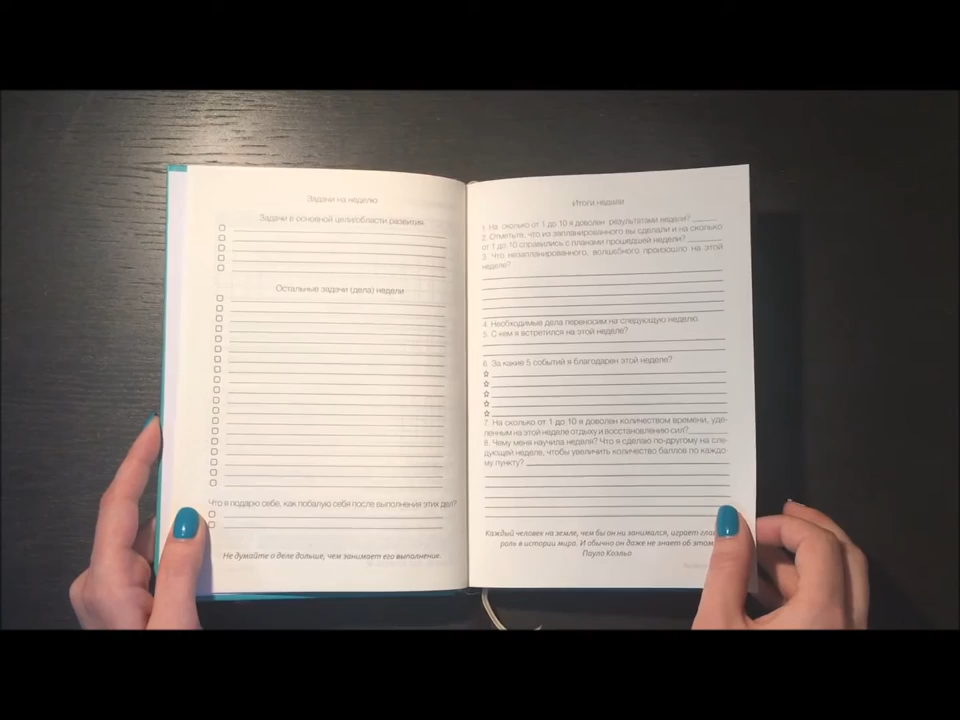 Задачи на неделю
Задачи в основной цели/области развития
Остальные задачи (дела) недели
Что я подарю себе, как побалую себя после выполнения этих дел?
Не думайте о деле дольше, чем занимает его выполнение.
Итоги недели
1. На сколько от 1 до 10 я доволен результатами недели?
2. Отметьте, что из запланированного вы сделали и на сколько
от 1 до 10 справились с планами прошедшей недели?
3. Что незапланированного, волшебного произошло на этой
неделе?
4. Необходимые дела переносим на следующую неделю.
5. С кем я встретился на этой неделе?
6. За какие 5 событий я благодарен этой неделе?
7. На сколько от 1 до 10 я доволен количеством времени, уде-
ленным на этой неделе отдыху и восстановлению сил?
8. Чему меня научила неделя? Что я сделаю по-другому на сле-
дующей неделе, чтобы увеличить количество баллов по каждо-
му пункту?
Каждый человек на земле, чем бы он ни занимался, играет
роль в истории мира. И обычно он даже не знает об этом.
Пауло Коэльо